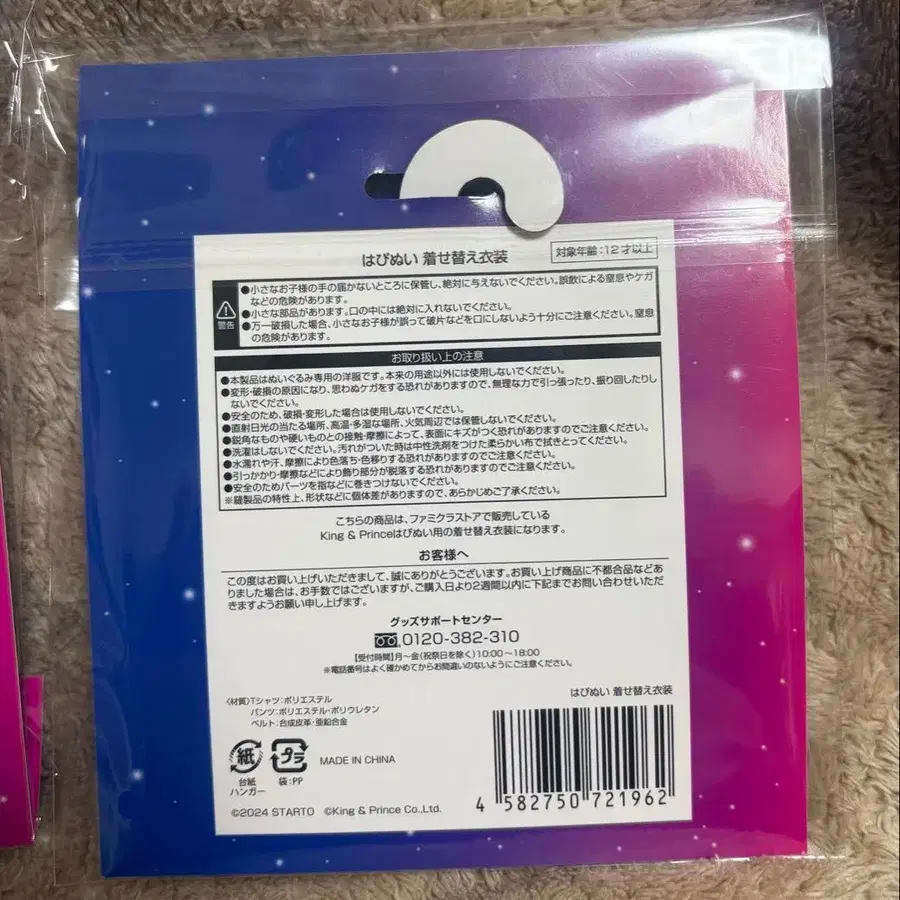 はぴぬい 着せ替え衣装
対象年齢:12才以上
警告
●小さなお子様の手の届かないところに保管し、絶対に与えないでください。誤飲による窒息やケガ
などの危険があります。
●小さな部品があります。口の中には絶対に入れないでください。
●万一破損した場合、小さなお子様が誤って破片などを口にしないよう十分にご注意ください。窒息
の危険があります。
お取り扱い上の注意
●本製品はぬいぐるみ専用の洋服です。本来の用途以外には使用しないでください。
●変形・破損の原因になり、思わぬケガをする恐れがありますので、無理な力で引っ張ったり、振り回したりし
ないでください。
●安全のため、破損・変形した場合は使用しないでください。
●直射日光の当たる場所、高温・多湿な場所、火気周辺では保管しないでください。
●鋭角なものや硬いものとの接触・摩擦によって、表面にキズがつく恐れがありますのでご注意ください。
●洗濯はしないでください。汚れがついた時は中性洗剤をつけた柔らかい布で拭きとってください。
●水濡れや汗、摩擦により色落ち・色移りする恐れがありますのでご注意ください。
●引っかかり・摩擦などにより飾り部分が脱落する恐れがありますのでご注意ください。
●安全のためパーツを指などに巻きつけないでください。
※縫製品の特性上、形状などに個体差がありますので、あらかじめご了承ください。
こちらの商品は、ファミクラストアで販売している
King & Princeはぴぬい用の着せ替え衣装になります。
お客様へ
この度はお買い上げいただきまして、誠にありがとうございます。お買い上げ商品に不都合品などあ
りました場合は、お手数ではございますが、ご購入日より2週間以内に下記までお問い合わせいただ
きますようお願い申し上げます。
グッズサポートセンター
0120-382-310
【受付時間】月～金(祝祭日を除く)10:00～18:00
※電話番号はよく確かめてからお間違いのないようにご注意ください。
〈材質〉Tシャツ:ポリエステル
パンツ:ポリエステル・ポリウレタン
ベルト:合成皮革・亜鉛合金
はぴぬい 着せ替え衣装
紙
プラ
MADE IN CHINA
台紙
ハンガー
袋:PP
4 582750 721962
©2024 STARTO ©King & Prince Co.,Ltd.